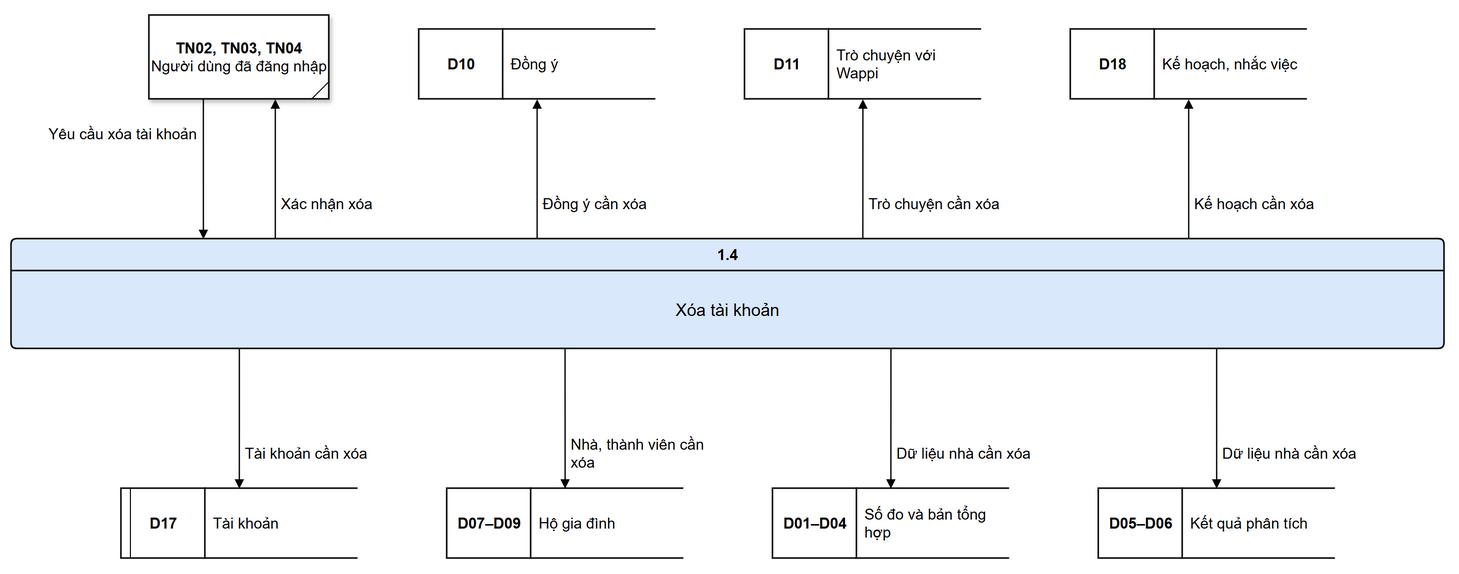 TN02, TN03, TN04
Người dùng đã đăng nhập
D10
Đồng ý
D11
Trò chuyện với
Wappi
D18
Kế hoạch, nhắc việc
Yêu cầu xóa tài khoản
Xác nhận xóa
Đồng ý cần xóa
Trò chuyện cần xóa
Kế hoạch cần xóa
1.4
Xóa tài khoản
Tài khoản cần xóa
Nhà, thành viên cần
xóa
Dữ liệu nhà cần xóa
Dữ liệu nhà cần xóa
D17
Tài khoản
D07–D09
Hộ gia đình
D01–D04
Số đo và bản tổng
hợp
D05–D06
Kết quả phân tích